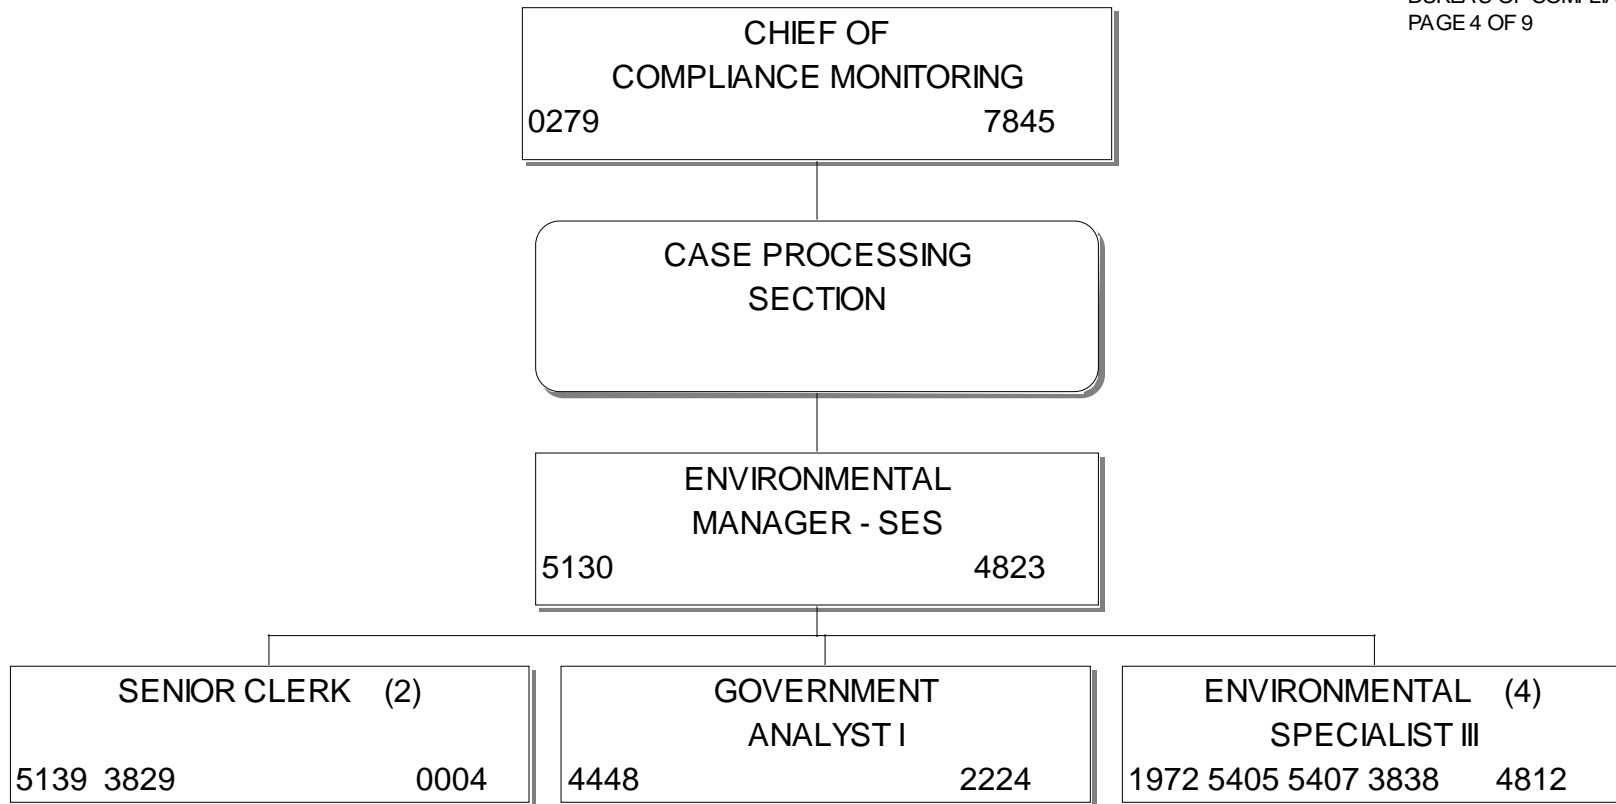 PAGE 4 OF 9
CHIEF OF
COMPLIANCE MONITORING
0279 7845
CASE PROCESSING
SECTION
ENVIRONMENTAL
MANAGER - SES
5130 4823
SENIOR CLERK (2)
5139 3829 0004
GOVERNMENT
ANALYST I
4448 2224
ENVIRONMENTAL (4)
SPECIALIST III
1972 5405 5407 3838 4812